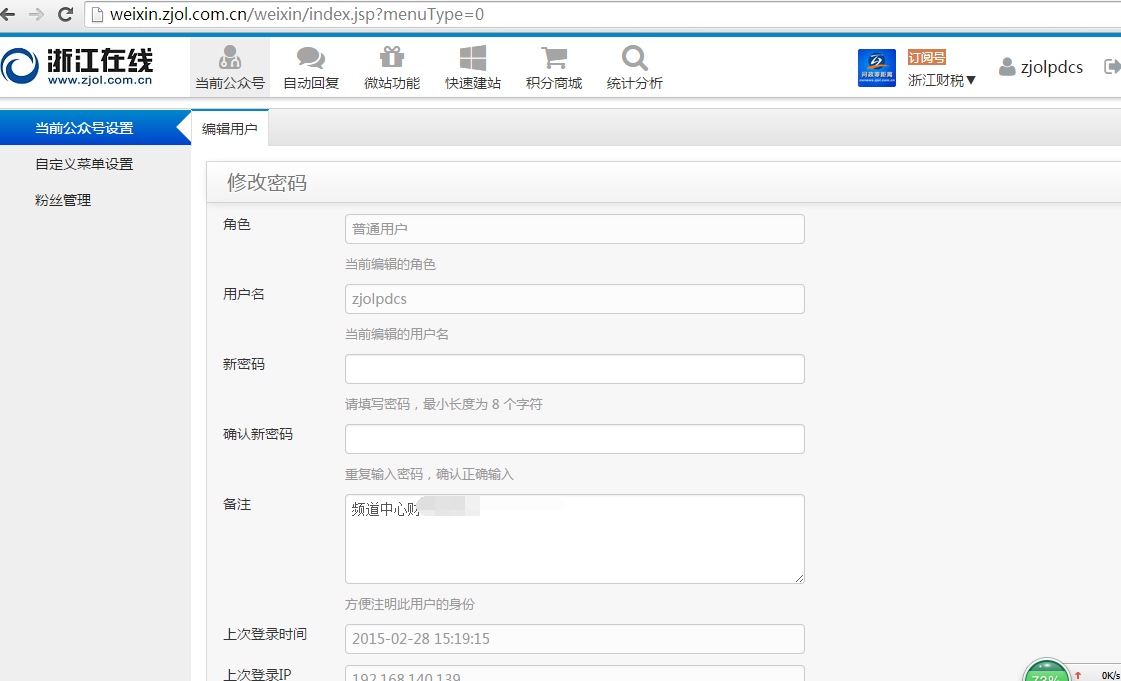 weixin.zjol.com.cn/weixin/index.jsp?menuType=0
浙江在线
www.zjol.com.cn
当前公众号
自动回复
微站功能
快速建站
积分商城
统计分析
订阅号
浙江财税▼
zjolpdcs
当前公众号设置
自定义菜单设置
粉丝管理
编辑用户
修改密码
角色
普通用户
当前编辑的角色
用户名
zjolpdcs
当前编辑的用户名
新密码
请填写密码，最小长度为 8 个字符
确认新密码
重复输入密码，确认正确输入
备注
频道中心财
方便注明此用户的身份
上次登录时间
2015-02-28 15:19:15
上次登录IP
192.168.140.139
73%
0K/s